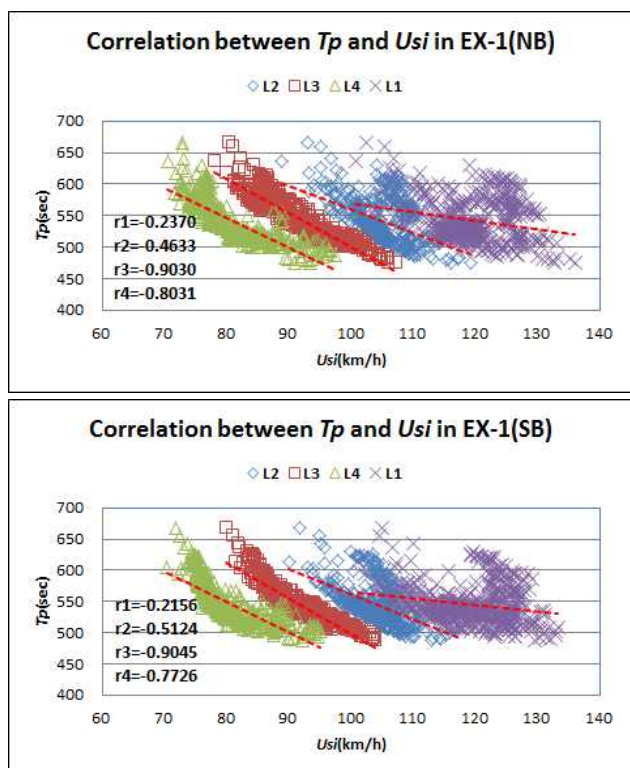 Correlation between Tp and Usi in EX-1(NB)
L2 L3 L4 L1
700
650
600
550
500
450
400
Tp(sec)
r1=-0.2370
r2=-0.4633
r3=-0.9030
r4=-0.8031
60 70 80 90 100 110 120 130 140
Usi(km/h)
Correlation between Tp and Usi in EX-1(SB)
L2 L3 L4 L1
700
650
600
550
500
450
400
Tp(sec)
r1=-0.2156
r2=-0.5124
r3=-0.9045
r4=-0.7726
60 70 80 90 100 110 120 130 140
Usi(km/h)